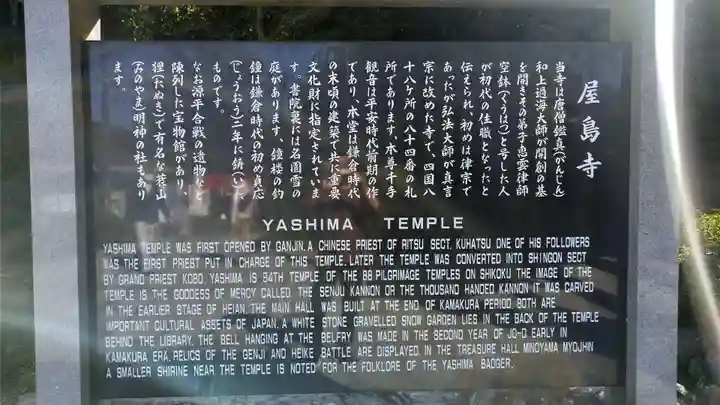 屋島寺
当寺は唐僧鑑真(がんじん)
和上過海大師が開創の基
を開きその弟子恵雲律師
空鉢(くうはつ)と号した人
が初代の住職となったと
伝えられ、初めは律宗で
あったが弘法大師が真言
宗に改めた寺で、四国八
十八ケ所の八十四番の札
所であります。本尊千手
観音は平安時代前期の作
であり、本堂は鎌倉時代
の末頃の建築で共に重要
文化財に指定されていま
す。書院裏には名園雪の
庭があります。鐘楼の釣
鐘は鎌倉時代の初め貞応
(じょうおう)二年に鋳(い)た
ものです。
なお源平合戦の遺物など
陳列した宝物館があり、
狸(たぬき)で有名な蓑山
(みのやま)明神の社もあり
ます。
YASHIMA TEMPLE
YASHIMA TEMPLE WAS FIRST OPENED BY GANJIN. A CHINESE PRIEST OF RITSU SECT. KUHATSU ONE OF HIS FOLLOWERS
WAS THE FIRST PRIEST PUT IN CHARGE OF THIS TEMPLE. LATER THE TEMPLE WAS CONVERTED INTO SHINGON SECT
BY GRAND PRIEST KOBO. YASHIMA IS 84TH TEMPLE OF THE 88 PILGRIMAGE TEMPLES ON SHIKOKU THE IMAGE OF THE
TEMPLE IS THE GODDESS OF MERCY CALLED. THE SENJU KANNON OR THE THOUSAND HANDED KANNON IT WAS CARVED
IN THE EARLIER STAGE OF HEIAN. THE MAIN HALL WAS BUILT AT THE END OF KAMAKURA PERIOD. BOTH ARE
IMPORTANT CULTURAL ASSETS OF JAPAN. A WHITE STONE GRAVELLED SNOW GARDEN LIES IN THE BACK OF THE TEMPLE
BEHIND THE LIBRARY. THE BELL HANGING AT THE BELFRY WAS MADE IN THE SECOND YEAR OF JO-O EARLY IN
KAMAKURA ERA. RELICS OF THE GENJI AND HEIKE BATTLE ARE DISPLAYED. IN THE TREASURE HALL MINOYAMA MYOJHIN
A SMALLER SHIRINE NEAR THE TEMPLE IS NOTED FOR THE FOLKLORE OF THE YASHIMA BADGER.